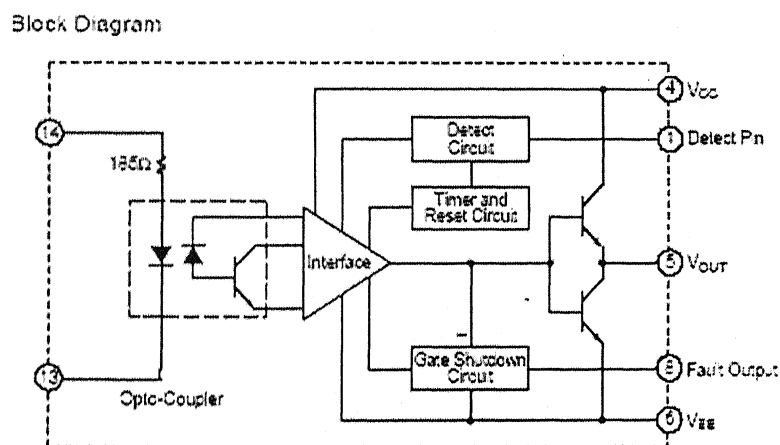 Block Diagram
14
185Ω
13
Opto-Coupler
Interface
Detect
Circuit
Timer and
Reset Circuit
Gate Shutdown
Circuit
4 VCC
1 Detect Pin
5 VOUT
8 Fault Output
6 VEE